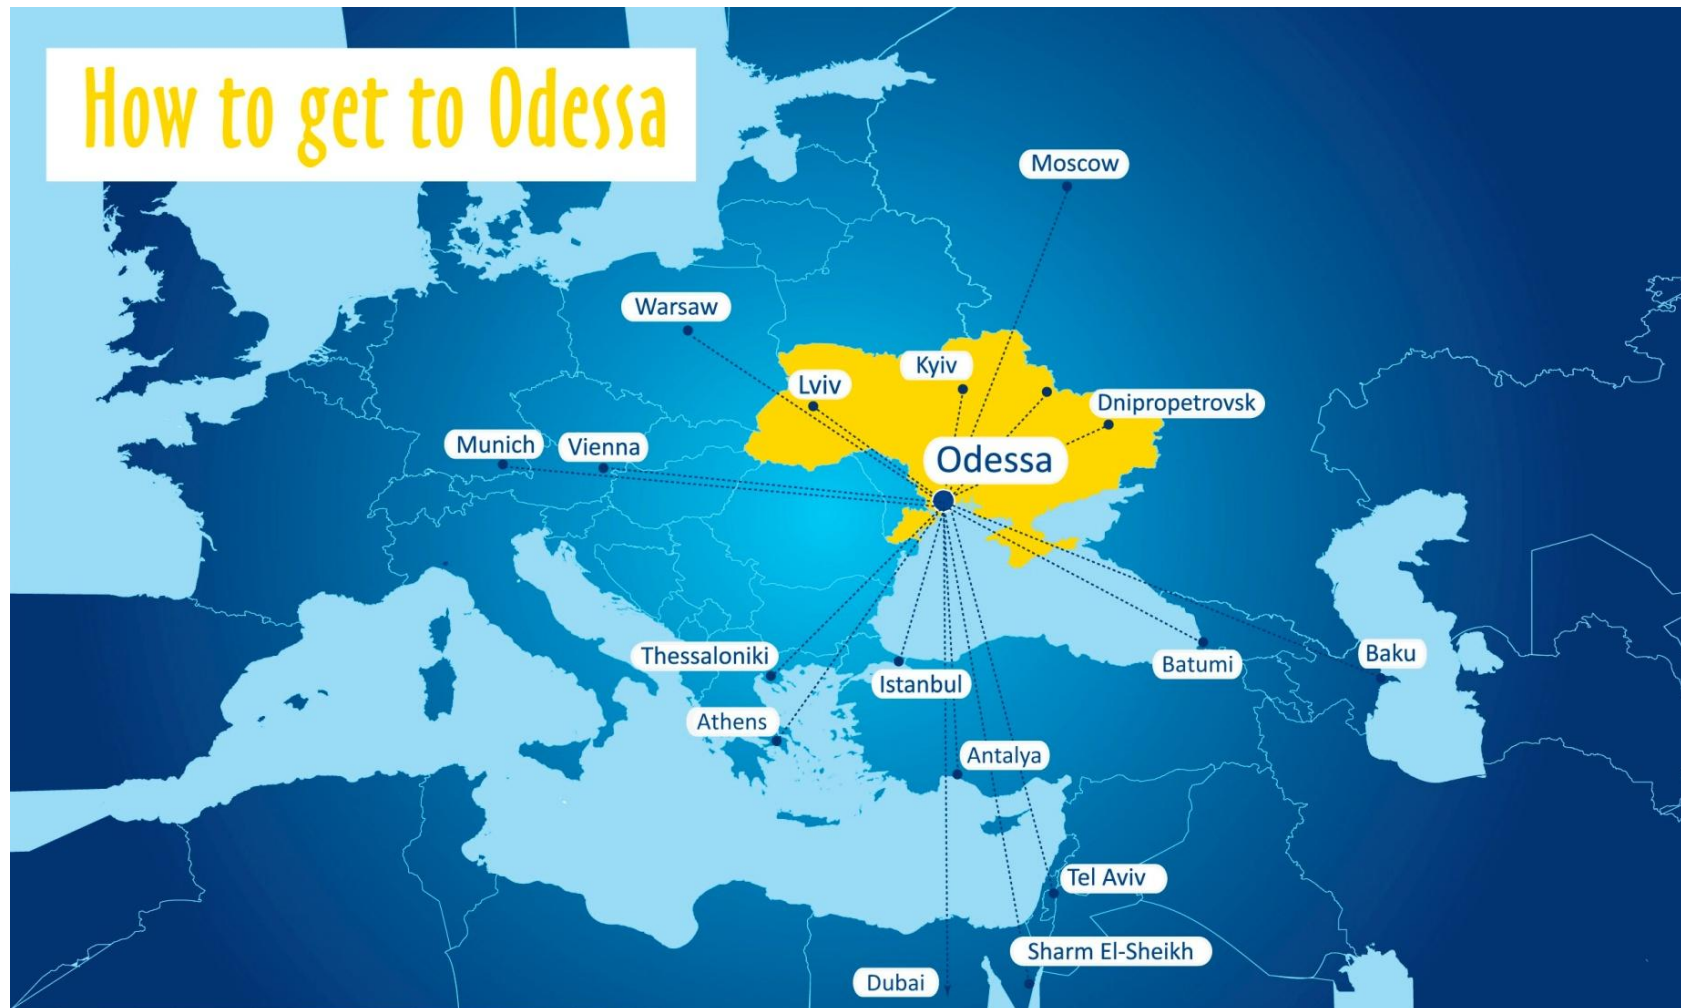 How to get to Odessa
Moscow
Warsaw
Kyiv
Lviv
Dnipropetrovsk
Munich
Vienna
Odessa
Thessaloniki
Istanbul
Batumi
Baku
Athens
Antalya
Tel Aviv
Sharm El-Sheikh
Dubai